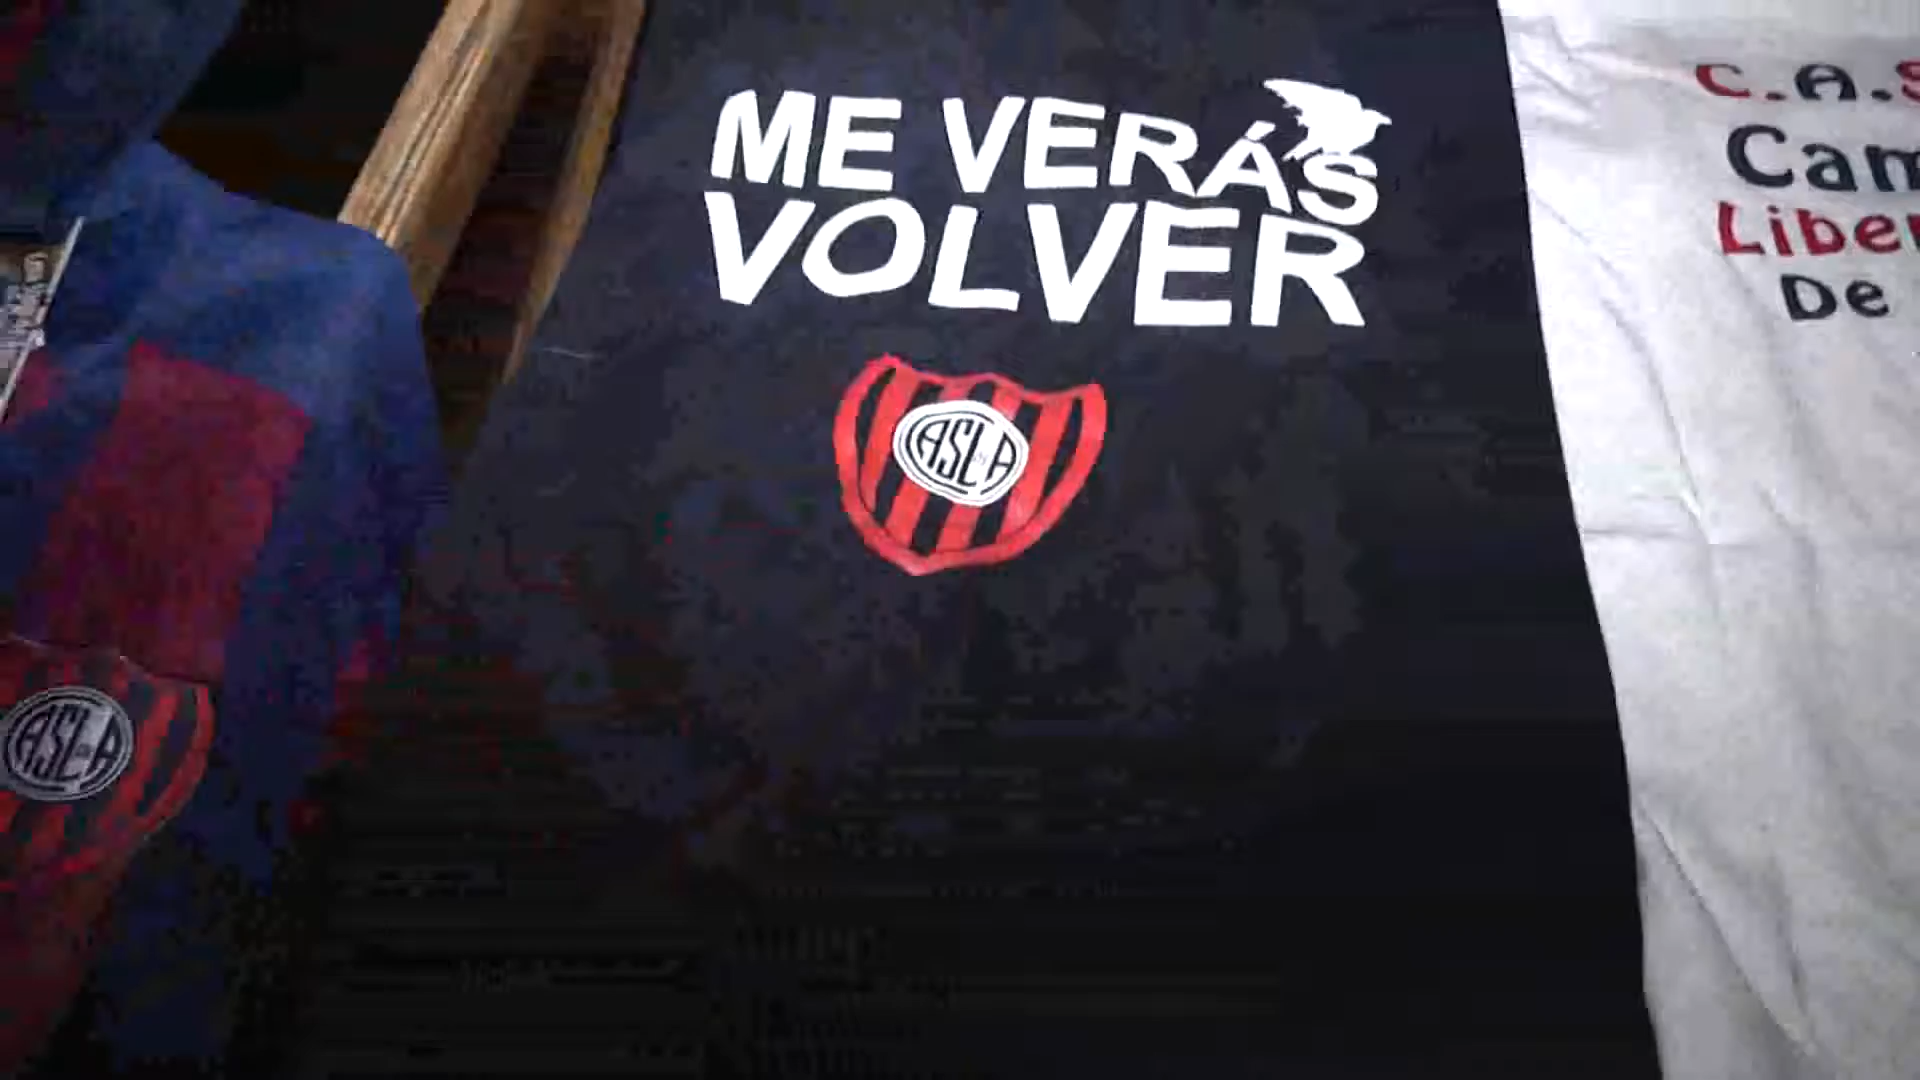 ME VERÁS
VOLVER
CASLA
CASLA
C.A.S
Cam
Liber
De